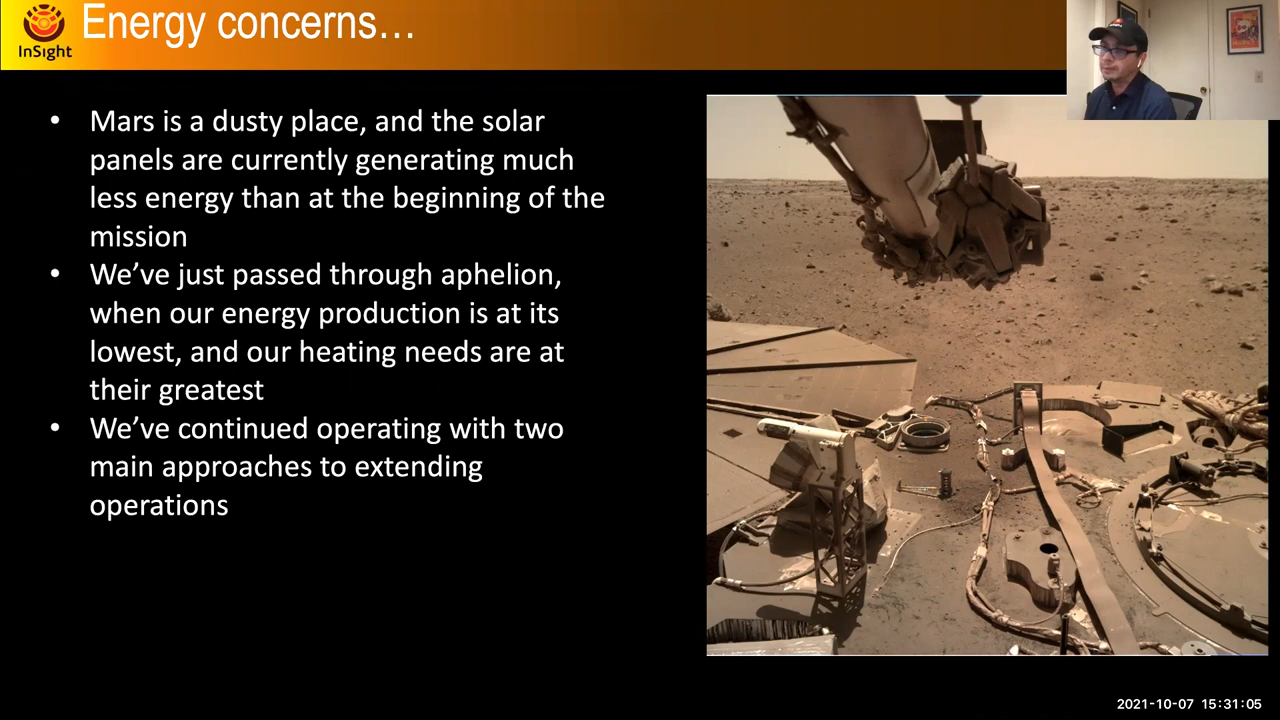 Energy concerns…
InSight
• Mars is a dusty place, and the solar
panels are currently generating much
less energy than at the beginning of the
mission
• We’ve just passed through aphelion,
when our energy production is at its
lowest, and our heating needs are at
their greatest
• We’ve continued operating with two
main approaches to extending
operations
2021-10-07 15:31:05